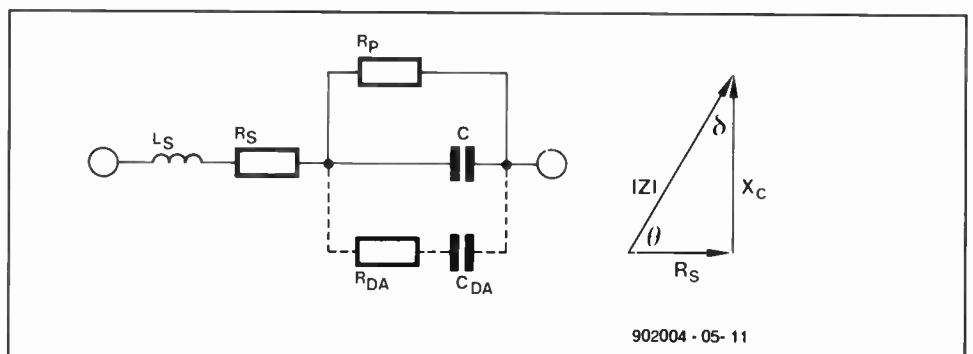 RP
LS
RS
C
RDA
CDA
δ
|Z|
XC
θ
RS
902004 - 05 - 11